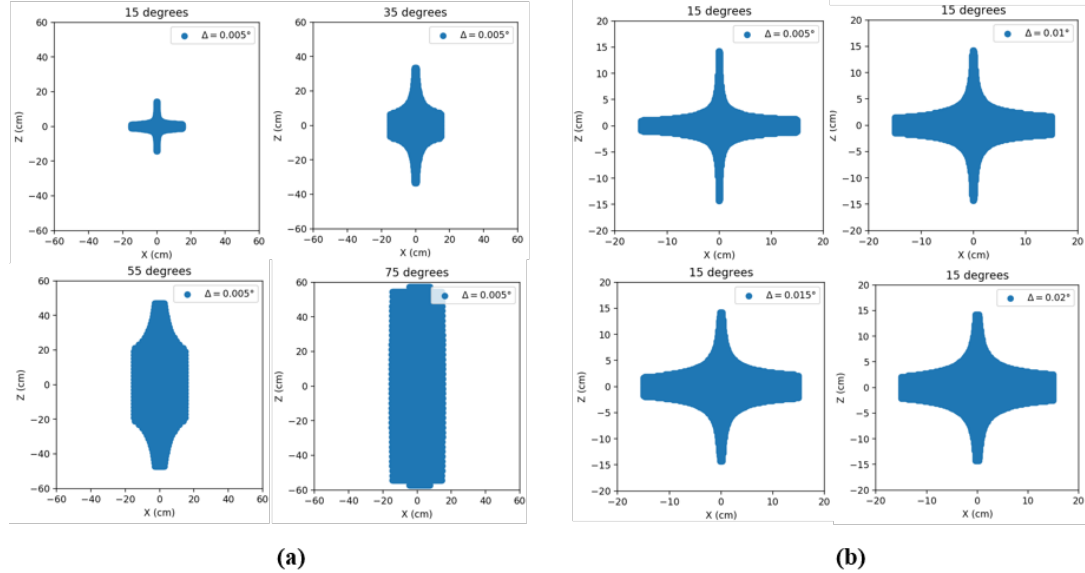 15 degrees
Δ = 0.005°
60
40
20
0
−20
−40
−60
Z (cm)
−60 −40 −20 0 20 40 60
X (cm)
35 degrees
Δ = 0.005°
60
40
20
0
−20
−40
−60
Z (cm)
−60 −40 −20 0 20 40 60
X (cm)
55 degrees
Δ = 0.005°
60
40
20
0
−20
−40
−60
Z (cm)
−60 −40 −20 0 20 40 60
X (cm)
75 degrees
Δ = 0.005°
60
40
20
0
−20
−40
−60
Z (cm)
−60 −40 −20 0 20 40 60
X (cm)
(a)
15 degrees
Δ = 0.005°
20
15
10
5
0
−5
−10
−15
−20
Z (cm)
−20 −10 0 10 20
X (cm)
15 degrees
Δ = 0.01°
20
15
10
5
0
−5
−10
−15
−20
Z (cm)
−20 −10 0 10 20
X (cm)
15 degrees
Δ = 0.015°
20
15
10
5
0
−5
−10
−15
−20
Z (cm)
−20 −10 0 10 20
X (cm)
15 degrees
Δ = 0.02°
20
15
10
5
0
−5
−10
−15
−20
Z (cm)
−20 −10 0 10 20
X (cm)
(b)